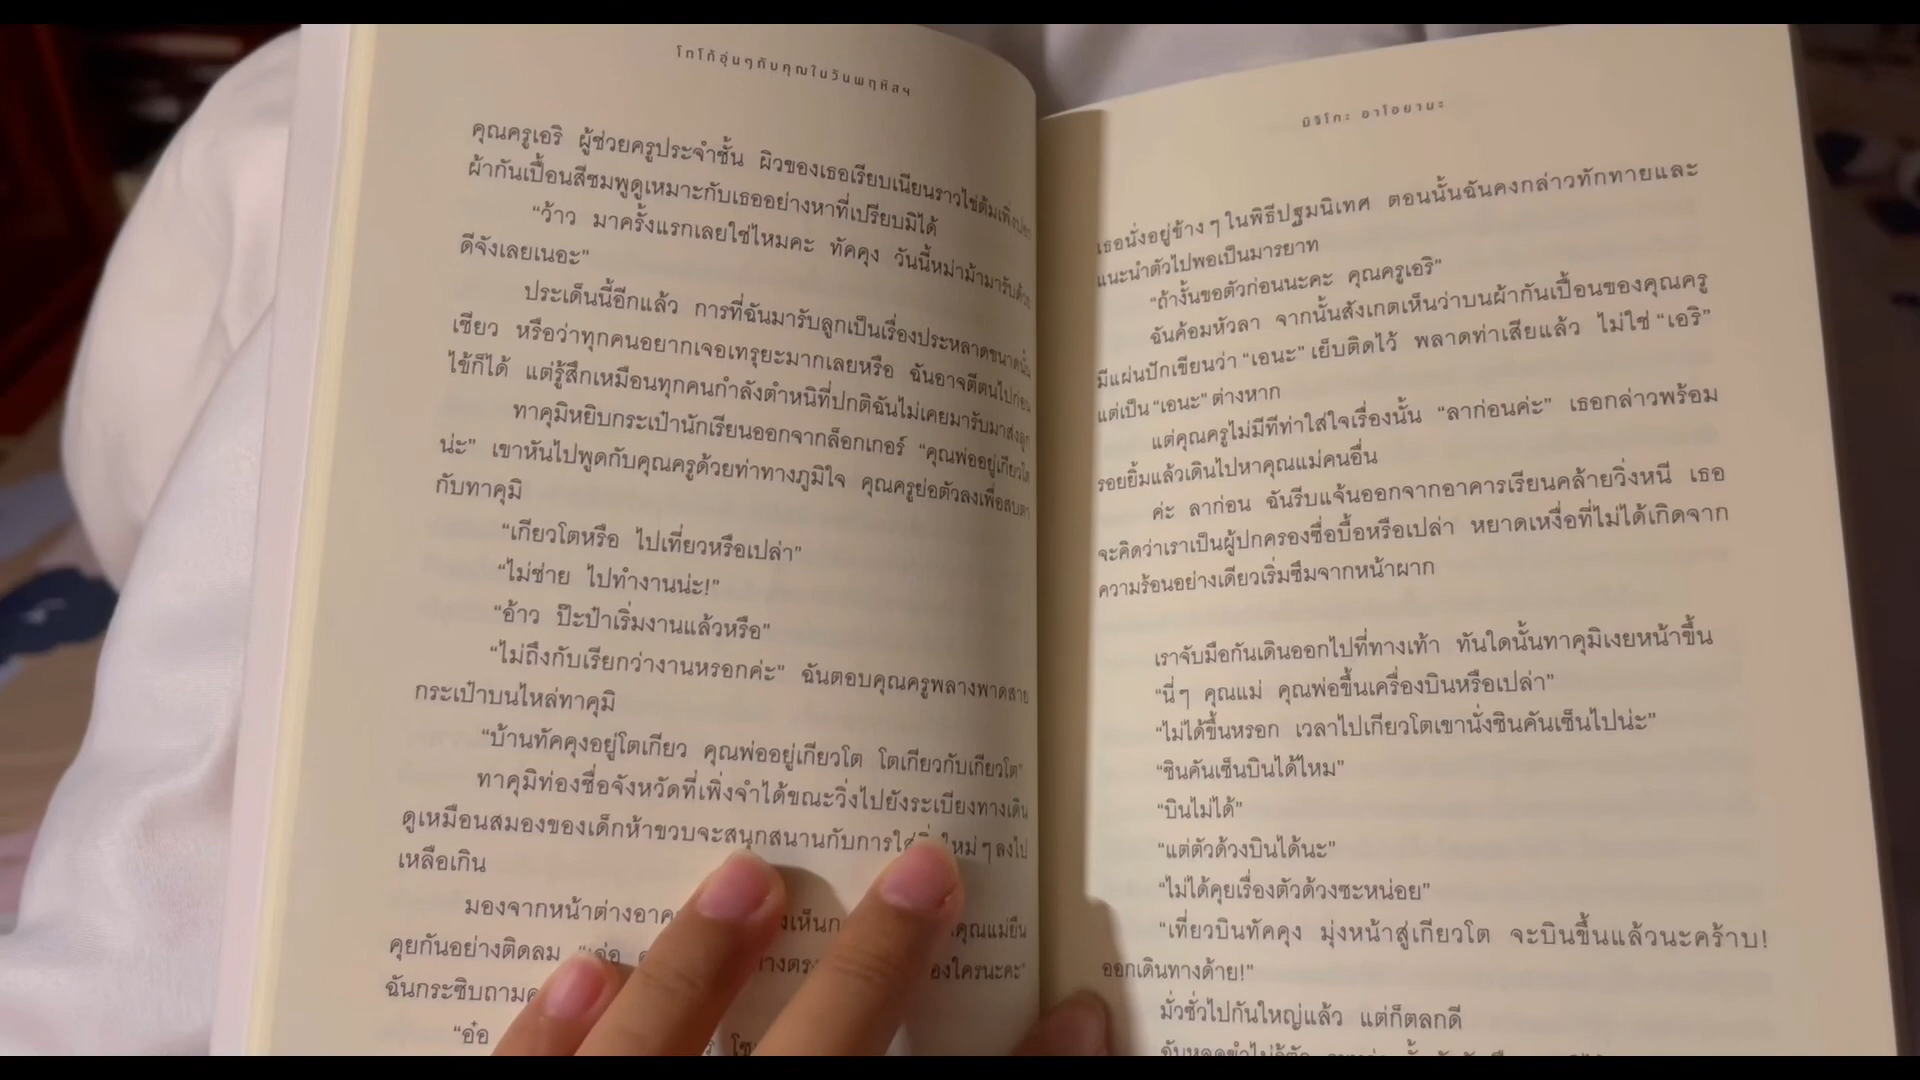 โกโก้อุ่นๆกับคุณในวันพฤหัสฯ
คุณครูเอริ ผู้ช่วยครูประจำชั้น ผิวของเธอเรียบเนียนราวไข่ต้มเพิ่งปอก
ผ้ากันเปื้อนสีชมพูดูเหมาะกับเธออย่างหาที่เปรียบมิได้
“ว้าว มาครั้งแรกเลยใช่ไหมคะ ทัคคุง วันนี้หม่าม้ามารับด้วย
ดีจังเลยเนอะ”
ประเด็นนี้อีกแล้ว การที่ฉันมารับลูกเป็นเรื่องประหลาดขนาดนั้น
เชียว หรือว่าทุกคนอยากเจอเทรุยะมากเลยหรือ ฉันอาจตีตนไปก่อน
ไข้ก็ได้ แต่รู้สึกเหมือนทุกคนกำลังตำหนิที่ปกติฉันไม่เคยมารับมาส่งลูก
ทาคุมิหยิบกระเป๋านักเรียนออกจากล็อกเกอร์ “คุณพ่ออยู่เกียวโต
น่ะ” เขาหันไปพูดกับคุณครูด้วยท่าทางภูมิใจ คุณครูย่อตัวลงเพื่อสบตา
กับทาคุมิ
“เกียวโตหรือ ไปเที่ยวหรือเปล่า”
“ไม่ช่าย ไปทำงานน่ะ!”
“อ้าว ป๊ะป๋าเริ่มงานแล้วหรือ”
“ไม่ถึงกับเรียกว่างานหรอกค่ะ” ฉันตอบคุณครูพลางพาดสาย
กระเป๋าบนไหล่ทาคุมิ
“บ้านทัคคุงอยู่โตเกียว คุณพ่ออยู่เกียวโต โตเกียวกับเกียวโต”
ทาคุมิท่องชื่อจังหวัดที่เพิ่งจำได้ขณะวิ่งไปยังระเบียงทางเดิน
ดูเหมือนสมองของเด็กห้าขวบจะสนุกสนานกับการใส่ ใหม่ๆ ลงไป
เหลือเกิน
มองจากหน้าต่าง คุณแม่ยืน
คุยกันอย่างติดลม ใครนะคะ”
ฉันกระซิบถาม
“อ๋อ
มิจิโกะ อาโอยามะ
เธอนั่งอยู่ข้างๆ ในพิธีปฐมนิเทศ ตอนนั้นฉันคงกล่าวทักทายและ
แนะนำตัวไปพอเป็นมารยาท
“ถ้างั้นขอตัวก่อนนะคะ คุณครูเอริ”
ฉันค้อมหัวลา จากนั้นสังเกตเห็นว่าบนผ้ากันเปื้อนของคุณครู
มีแผ่นปักเขียนว่า “เอนะ” เย็บติดไว้ พลาดท่าเสียแล้ว ไม่ใช่ “เอริ”
แต่เป็น “เอนะ” ต่างหาก
แต่คุณครูไม่มีทีท่าใส่ใจเรื่องนั้น “ลาก่อนค่ะ” เธอกล่าวพร้อม
รอยยิ้มแล้วเดินไปหาคุณแม่คนอื่น
ค่ะ ลาก่อน ฉันรีบแจ้นออกจากอาคารเรียนคล้ายวิ่งหนี เธอ
จะคิดว่าเราเป็นผู้ปกครองซื่อบื้อหรือเปล่า หยาดเหงื่อที่ไม่ได้เกิดจาก
ความร้อนอย่างเดียวเริ่มซึมจากหน้าผาก
เราจับมือกันเดินออกไปที่ทางเท้า ทันใดนั้นทาคุมิเงยหน้าขึ้น
“นี่ๆ คุณแม่ คุณพ่อขึ้นเครื่องบินหรือเปล่า”
“ไม่ได้ขึ้นหรอก เวลาไปเกียวโตเขานั่งชินคันเซ็นไปน่ะ”
“ชินคันเซ็นบินได้ไหม”
“บินไม่ได้”
“แต่ตัวด้วงบินได้นะ”
“ไม่ได้คุยเรื่องตัวด้วงซะหน่อย”
“เที่ยวบินทัคคุง มุ่งหน้าสู่เกียวโต จะบินขึ้นแล้วนะคร้าบ!
ออกเดินทางด้าย!”
มั่วซั่วไปกันใหญ่แล้ว แต่ก็ตลกดี